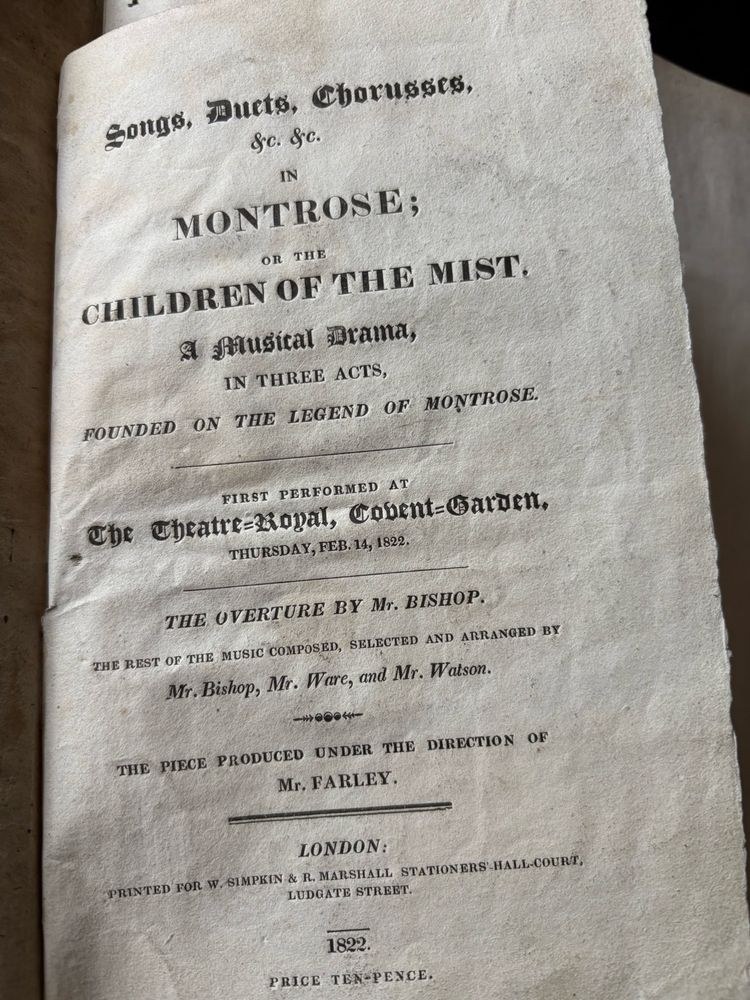 Songs, Duets, Chorusses,
&c. &c.
IN
MONTROSE;
OR THE
CHILDREN OF THE MIST.
A Musical Drama,
IN THREE ACTS,
FOUNDED ON THE LEGEND OF MONTROSE.
FIRST PERFORMED AT
The Theatre=Royal, Covent=Garden,
THURSDAY, FEB. 14, 1822.
THE OVERTURE BY Mr. BISHOP.
THE REST OF THE MUSIC COMPOSED, SELECTED AND ARRANGED BY
Mr. Bishop, Mr. Ware, and Mr. Watson.
THE PIECE PRODUCED UNDER THE DIRECTION OF
Mr. FARLEY.
LONDON:
PRINTED FOR W. SIMPKIN & R. MARSHALL STATIONERS'-HALL-COURT,
LUDGATE STREET.
1822.
PRICE TEN-PENCE.